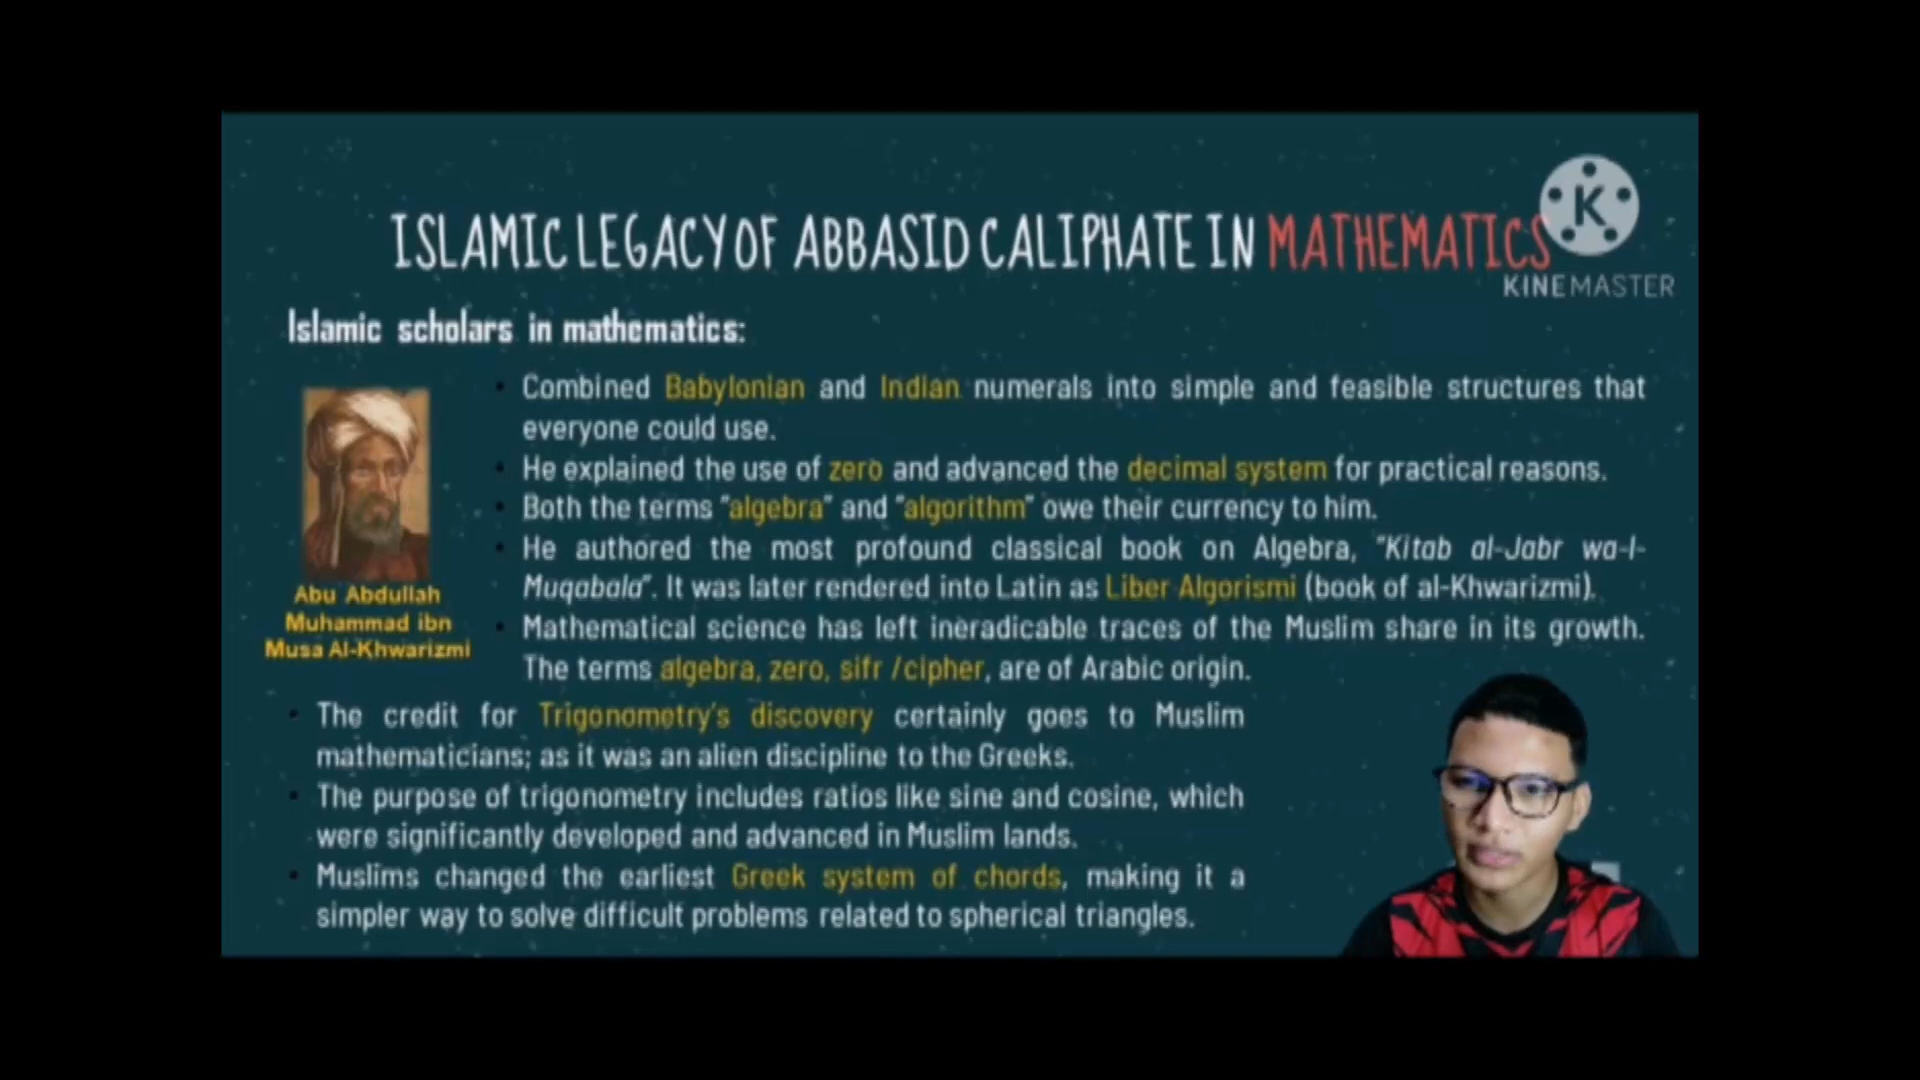 ISLAMIC LEGACY OF ABBASID CALIPHATE IN MATHEMATICS
K
KINEMASTER
Islamic scholars in mathematics:
• Combined Babylonian and Indian numerals into simple and feasible structures that
everyone could use.
• He explained the use of zero and advanced the decimal system for practical reasons.
• Both the terms "algebra" and "algorithm" owe their currency to him.
• He authored the most profound classical book on Algebra, "Kitab al-Jabr wa-l-
Muqabala". It was later rendered into Latin as Liber Algorismi (book of al-Khwarizmi).
• Mathematical science has left ineradicable traces of the Muslim share in its growth.
The terms algebra, zero, sifr /cipher, are of Arabic origin.
Abu Abdullah
Muhammad ibn
Musa Al-Khwarizmi
• The credit for Trigonometry's discovery certainly goes to Muslim
mathematicians; as it was an alien discipline to the Greeks.
• The purpose of trigonometry includes ratios like sine and cosine, which
were significantly developed and advanced in Muslim lands.
• Muslims changed the earliest Greek system of chords, making it a
simpler way to solve difficult problems related to spherical triangles.